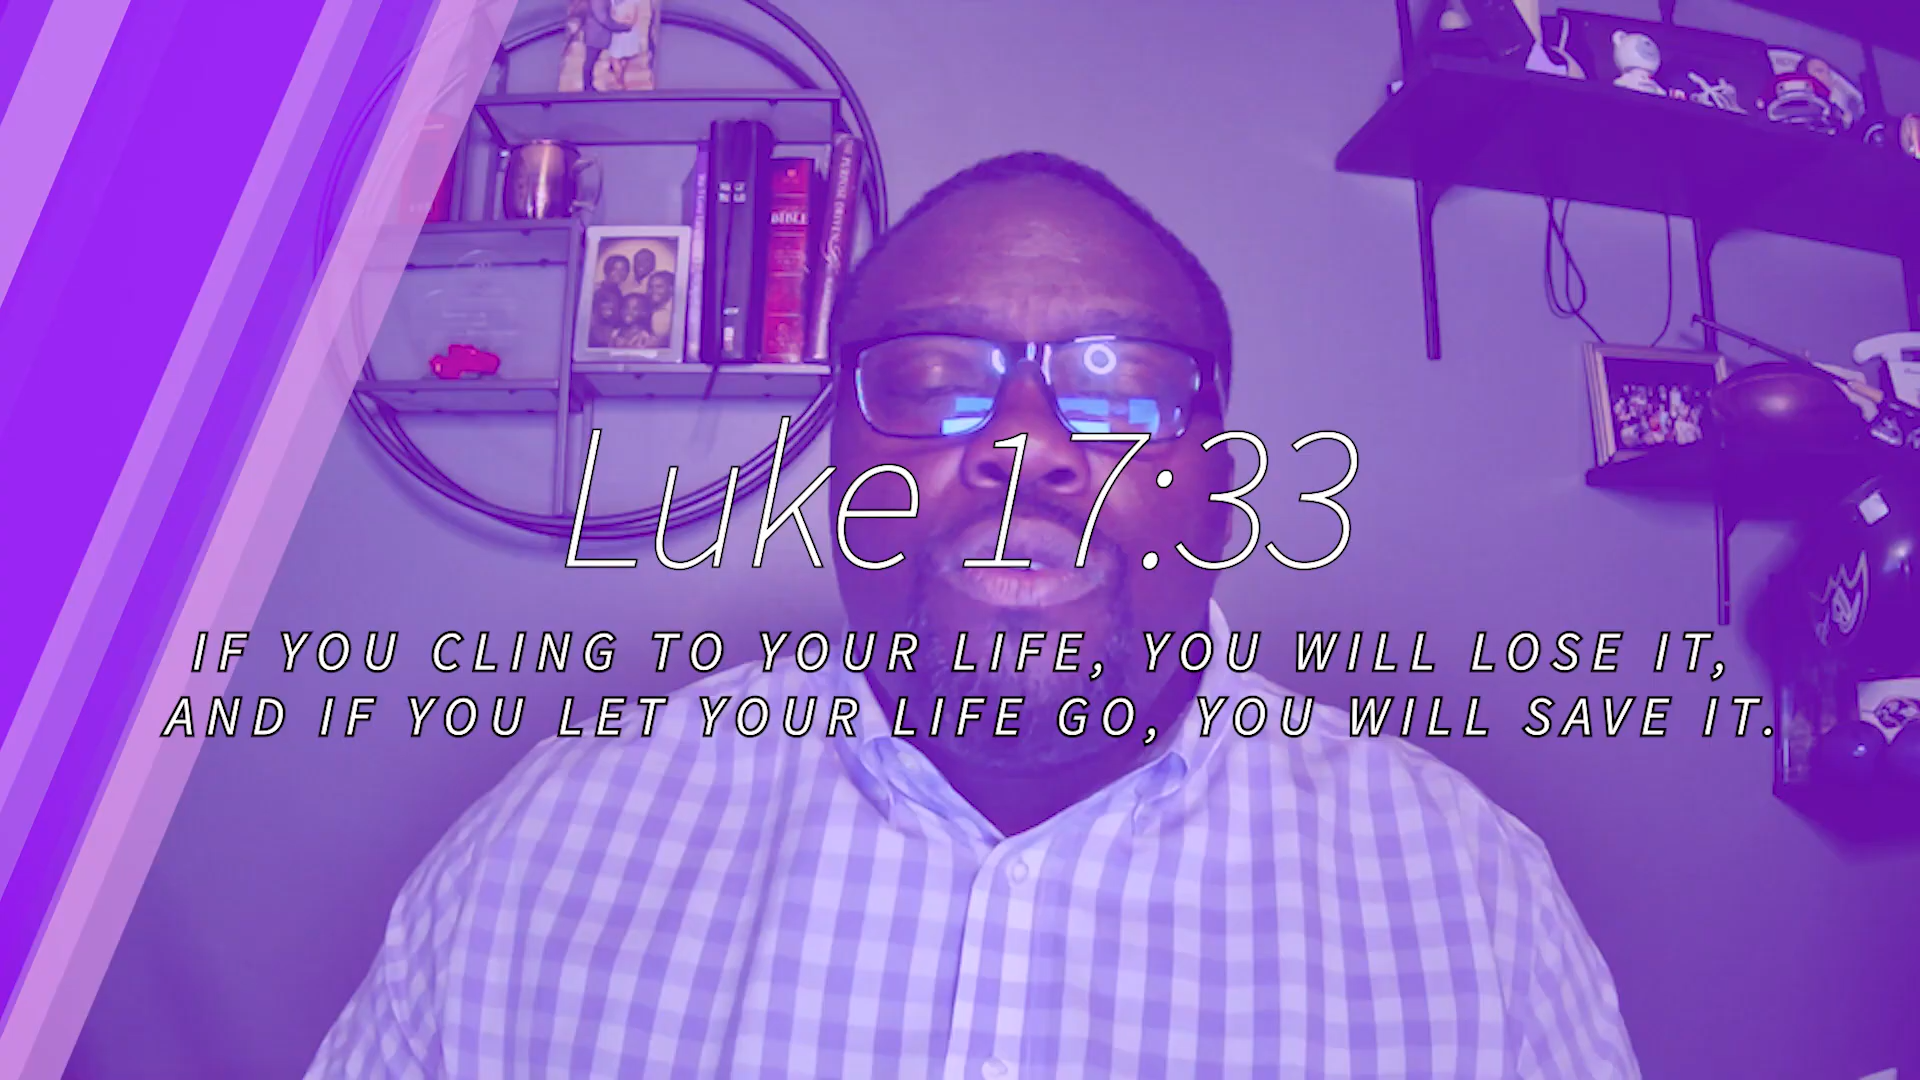 BIBLE
Luke 17:33
IF YOU CLING TO YOUR LIFE, YOU WILL LOSE IT,
AND IF YOU LET YOUR LIFE GO, YOU WILL SAVE IT.